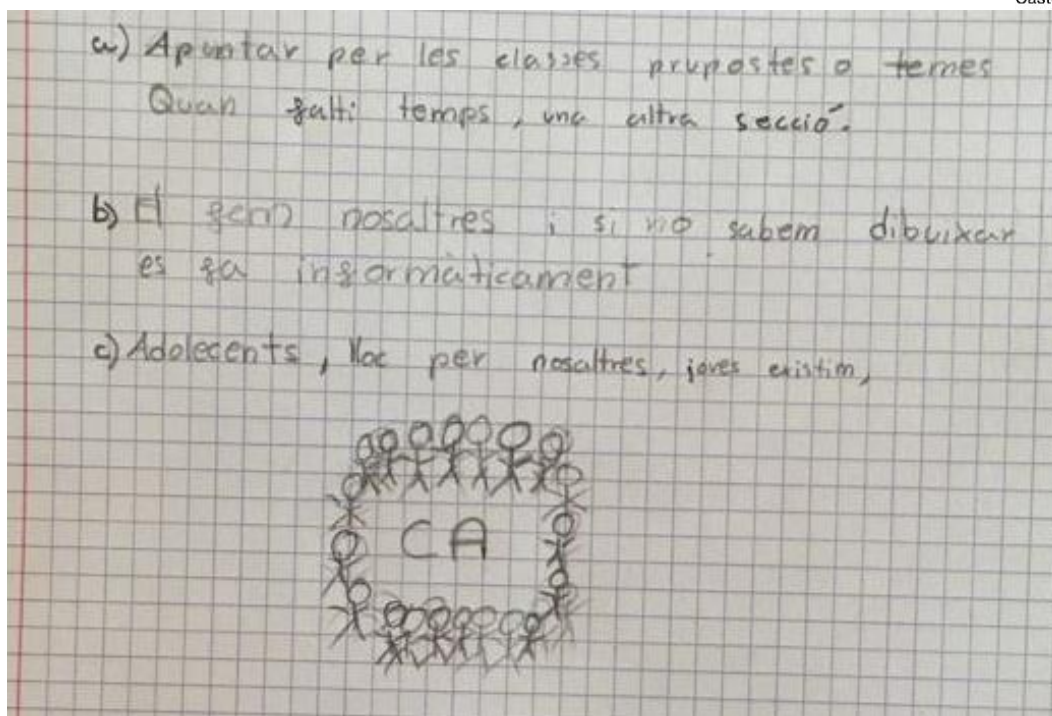 a) Apuntar per les classes prupostes o temes
Quan falti temps, una altra secció.
b) El fem nosaltres i si no sabem dibuixar
es fa informàticament
c) Adolecents, lloc per nosaltres, joves existim,
CA